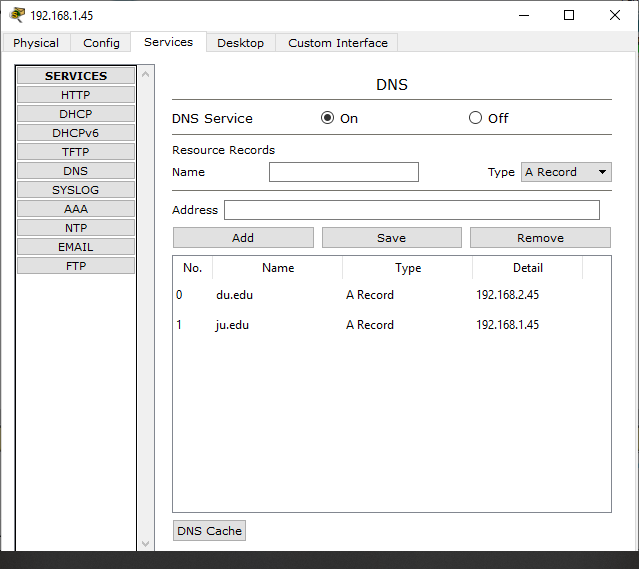 192.168.1.45
Physical Config Services Desktop Custom Interface
SERVICES
HTTP
DHCP
DHCPv6
TFTP
DNS
SYSLOG
AAA
NTP
EMAIL
FTP
DNS
DNS Service On Off
Resource Records
Name Type A Record
Address
Add Save Remove
No. Name Type Detail
0 du.edu A Record 192.168.2.45
1 ju.edu A Record 192.168.1.45
DNS Cache